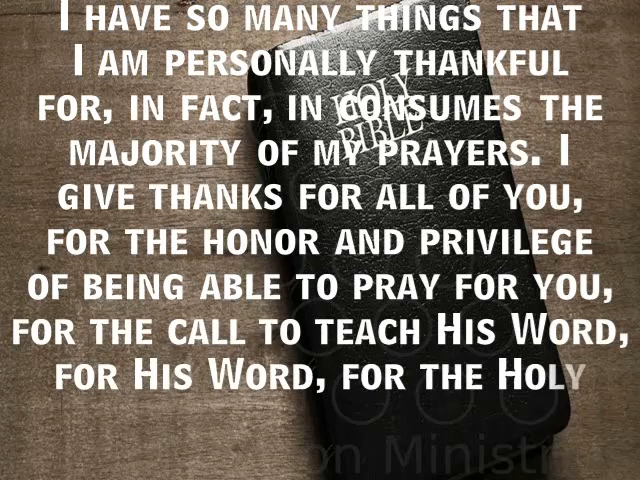 I HAVE SO MANY THINGS THAT
I AM PERSONALLY THANKFUL
FOR, IN FACT, IN CONSUMES THE
MAJORITY OF MY PRAYERS. I
GIVE THANKS FOR ALL OF YOU,
FOR THE HONOR AND PRIVILEGE
OF BEING ABLE TO PRAY FOR YOU,
FOR THE CALL TO TEACH HIS WORD,
FOR HIS WORD, FOR THE HOLY
HOLY
BIBLE